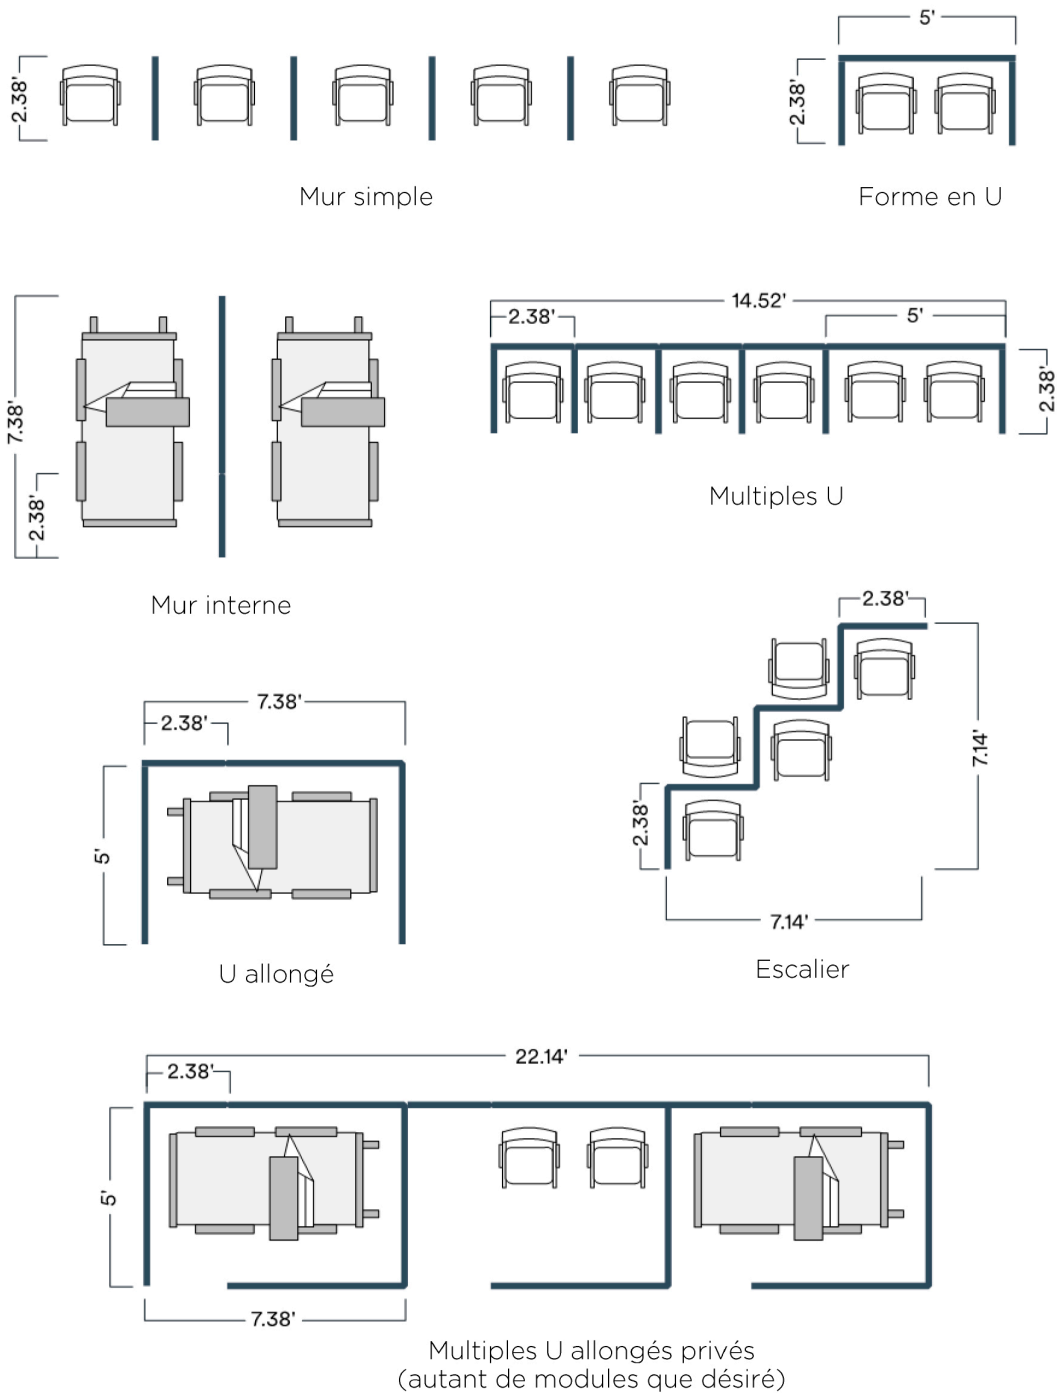 2.38'
Mur simple
5'
2.38'
Forme en U
7.38'
2.38'
Mur interne
14.52'
2.38'
5'
2.38'
Multiples U
7.38'
2.38'
5'
U allongé
2.38'
7.14'
2.38'
7.14'
Escalier
22.14'
2.38'
5'
7.38'
Multiples U allongés privés
(autant de modules que désiré)